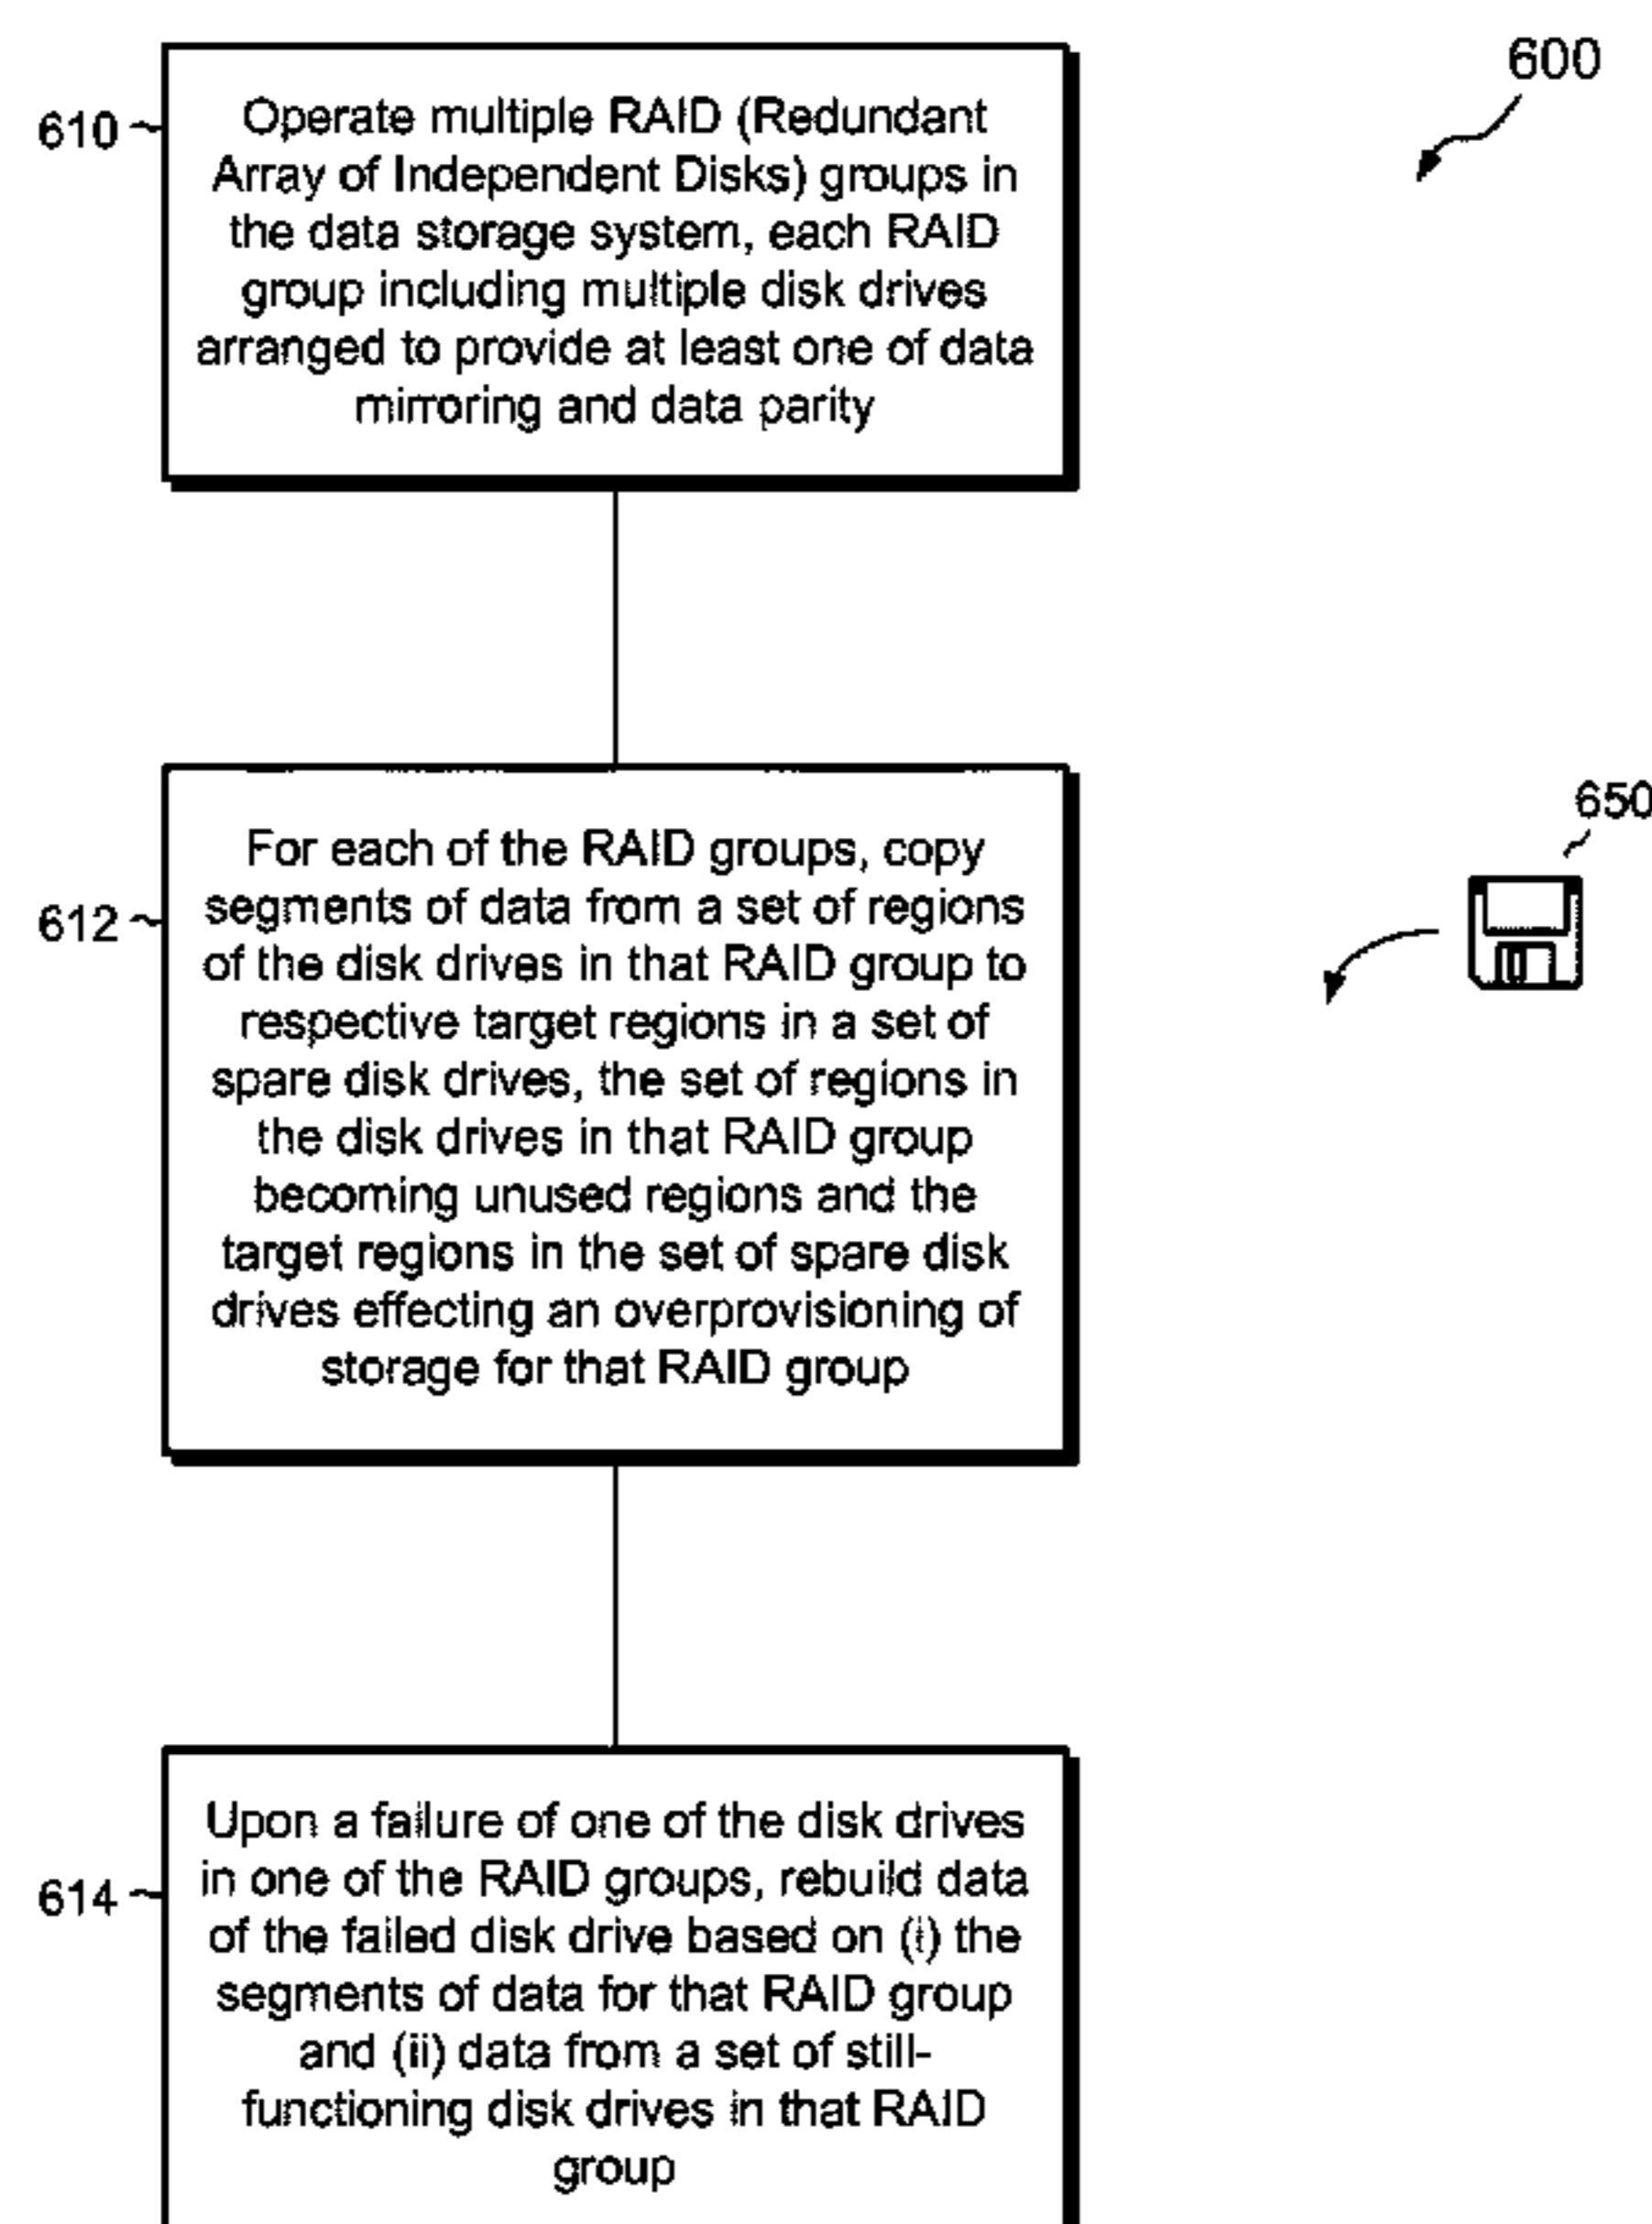 600
610
Operate multiple RAID (Redundant
Array of Independent Disks) groups in
the data storage system, each RAID
group including multiple disk drives
arranged to provide at least one of data
mirroring and data parity
650
612
For each of the RAID groups, copy
segments of data from a set of regions
of the disk drives in that RAID group to
respective target regions in a set of
spare disk drives, the set of regions in
the disk drives in that RAID group
becoming unused regions and the
target regions in the set of spare disk
drives effecting an overprovisioning of
storage for that RAID group
614
Upon a failure of one of the disk drives
in one of the RAID groups, rebuild data
of the failed disk drive based on (i) the
segments of data for that RAID group
and (ii) data from a set of still-
functioning disk drives in that RAID
group